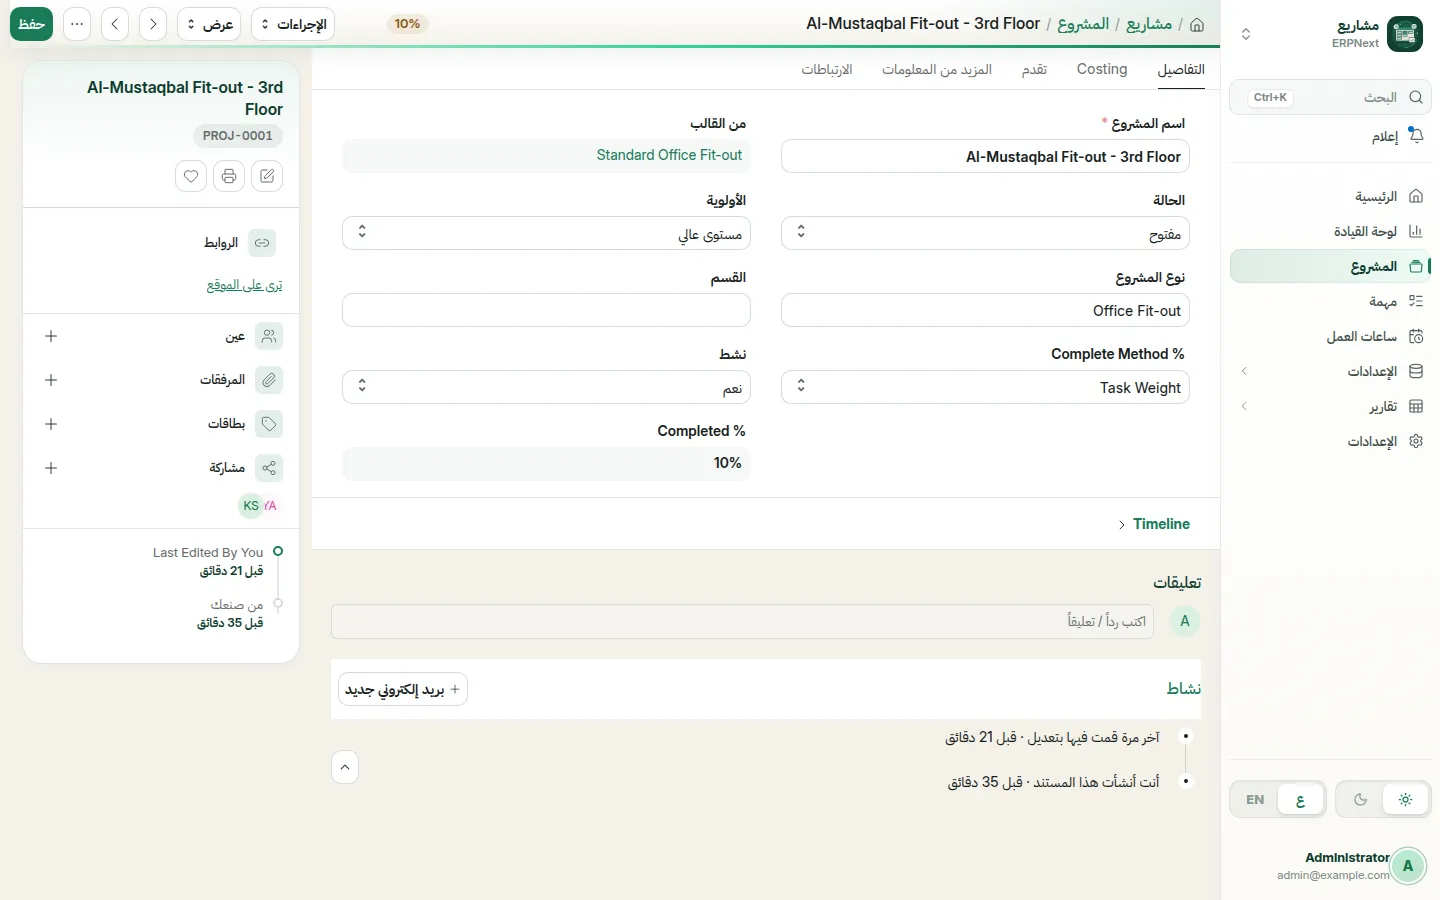 مشاريع
ERPNext
البحث
Ctrl+K
إعلام
الرئيسية
لوحة القيادة
المشروع
مهمة
ساعات العمل
الإعدادات
تقارير
الإعدادات
ع
EN
Administrator
admin@example.com
A
/ مشاريع / المشروع / Al-Mustaqbal Fit-out - 3rd Floor
10%
الإجراءات
عرض
حفظ
التفاصيل
Costing
تقدم
المزيد من المعلومات
الارتباطات
اسم المشروع *
Al-Mustaqbal Fit-out - 3rd Floor
من القالب
Standard Office Fit-out
الحالة
مفتوح
الأولوية
مستوى عالي
نوع المشروع
Office Fit-out
القسم
Complete Method %
Task Weight
نشط
نعم
Completed %
10%
Timeline
تعليقات
A
اكتب رداً / تعليقاً
نشاط
بريد إلكتروني جديد
آخر مرة قمت فيها بتعديل · قبل 21 دقائق
أنت أنشأت هذا المستند · قبل 35 دقائق
Al-Mustaqbal Fit-out - 3rd
Floor
PROJ-0001
الروابط
ترى على الموقع
عين
المرفقات
بطاقات
مشاركة
KS
YA
Last Edited By You
قبل 21 دقائق
من صنعك
قبل 35 دقائق